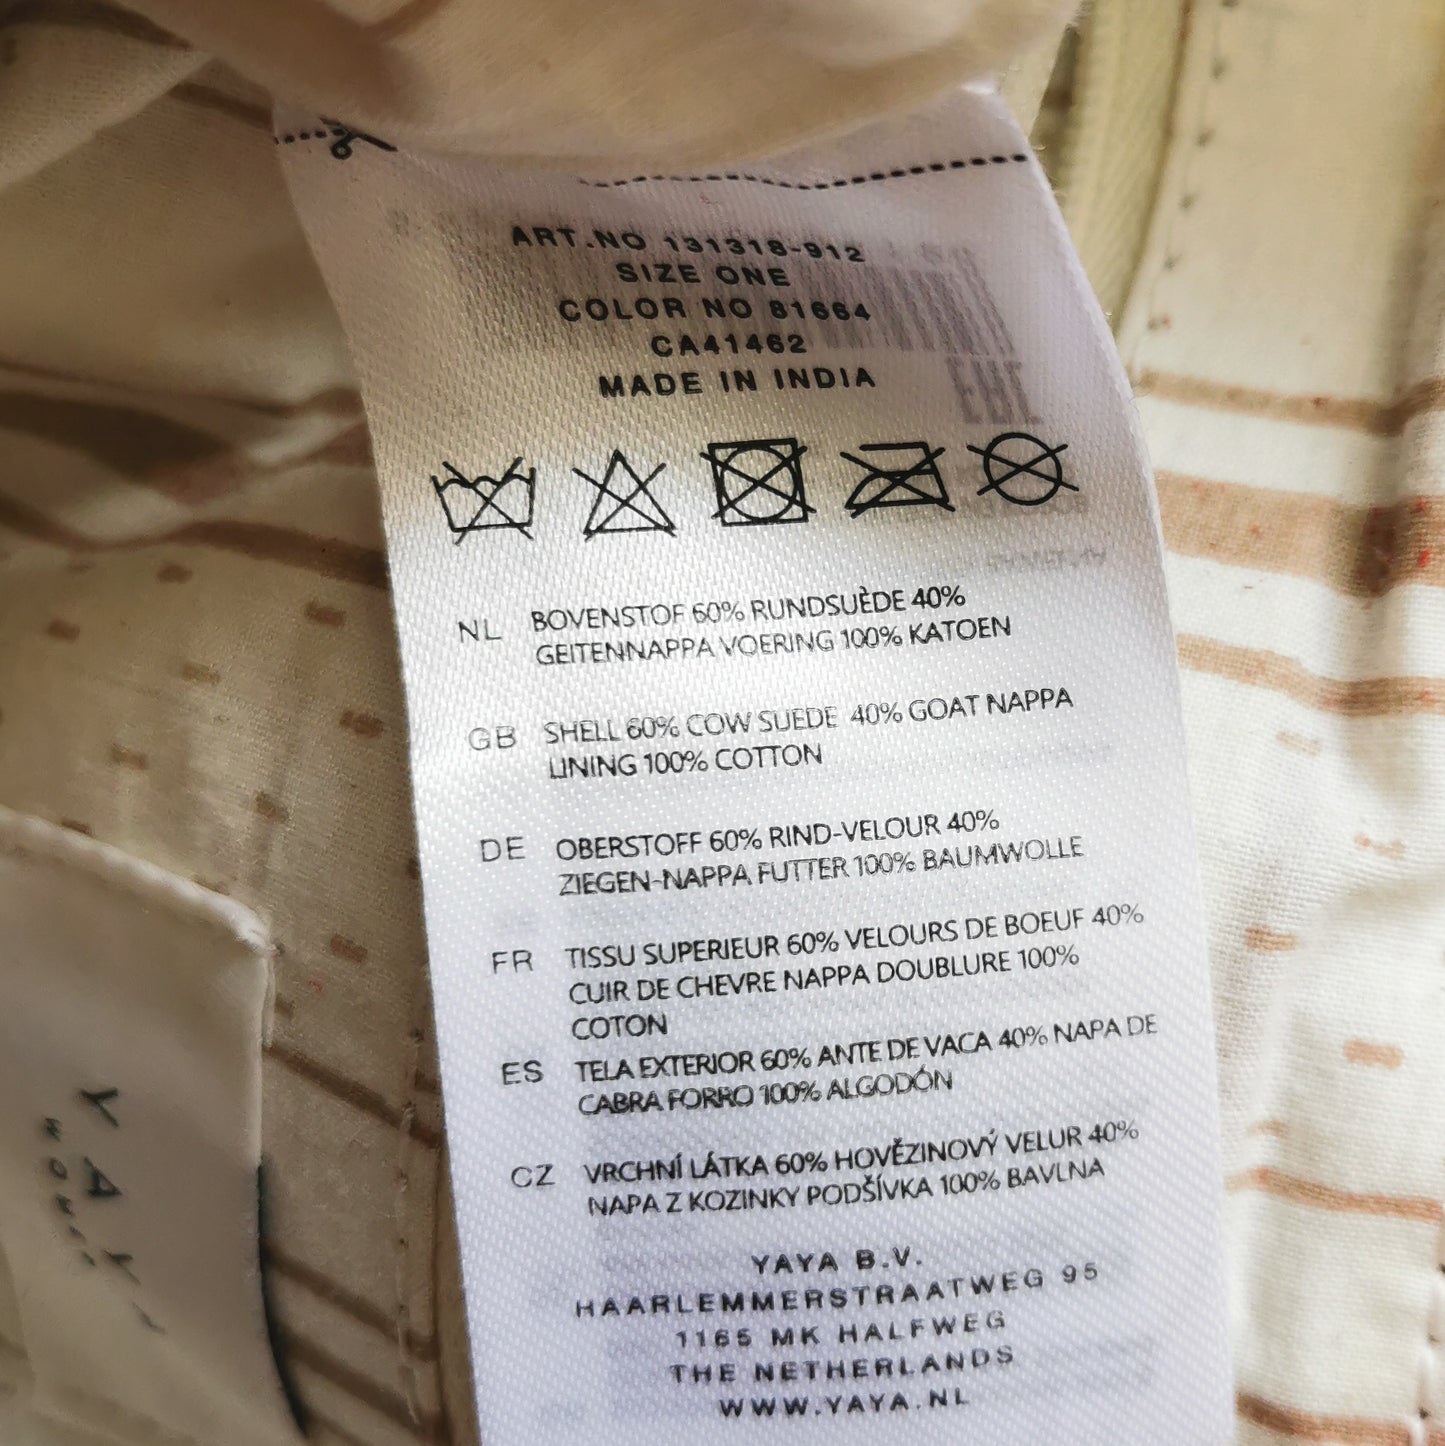 ART.NO 131318-912
SIZE ONE
COLOR NO 81664
CA41462
MADE IN INDIA
NL BOVENSTOF 60% RUNDSUÈDE 40%
GEITENNAPPA VOERING 100% KATOEN
GB SHELL 60% COW SUEDE 40% GOAT NAPPA
LINING 100% COTTON
DE OBERSTOFF 60% RIND-VELOUR 40%
ZIEGEN-NAPPA FUTTER 100% BAUMWOLLE
FR TISSU SUPERIEUR 60% VELOURS DE BOEUF 40%
CUIR DE CHEVRE NAPPA DOUBLURE 100%
COTON
ES TELA EXTERIOR 60% ANTE DE VACA 40% NAPA DE
CABRA FORRO 100% ALGODÓN
CZ VRCHNÍ LÁTKA 60% HOVĚZINOVÝ VELUR 40%
NAPA Z KOZINKY PODŠÍVKA 100% BAVLNA
YAYA B.V.
HAARLEMMERSTRAATWEG 95
1165 MK HALFWEG
THE NETHERLANDS
WWW.YAYA.NL
YAYA